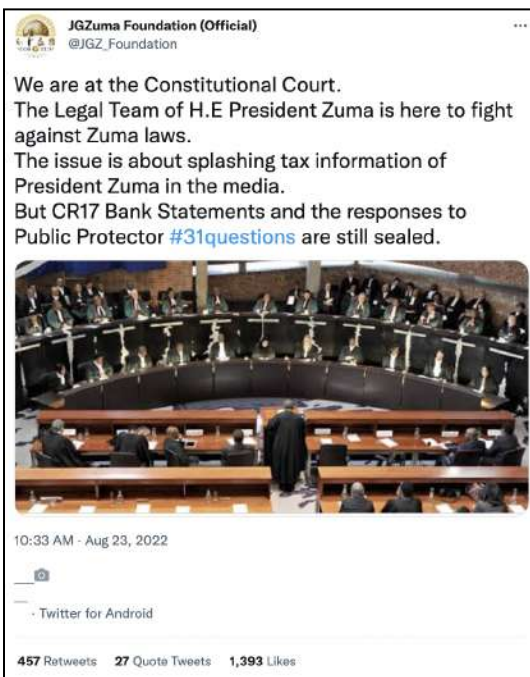 JGZuma Foundation (Official)
@JGZ_Foundation
We are at the Constitutional Court.
The Legal Team of H.E President Zuma is here to fight
against Zuma laws.
The issue is about splashing tax information of
President Zuma in the media.
But CR17 Bank Statements and the responses to
Public Protector #31questions are still sealed.
10:33 AM · Aug 23, 2022
· Twitter for Android
457 Retweets 27 Quote Tweets 1,393 Likes